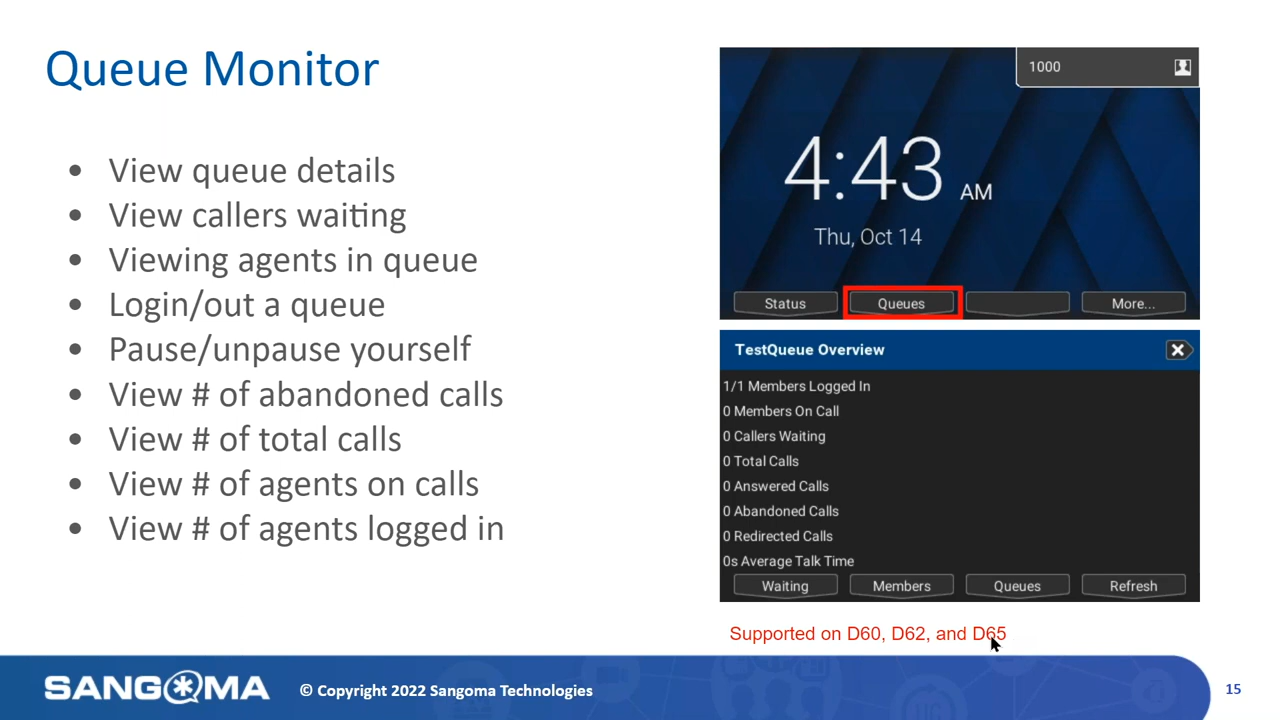 Queue Monitor
• View queue details
• View callers waiting
• Viewing agents in queue
• Login/out a queue
• Pause/unpause yourself
• View # of abandoned calls
• View # of total calls
• View # of agents on calls
• View # of agents logged in
1000
4:43 AM
Thu, Oct 14
Status Queues More...
TestQueue Overview
1/1 Members Logged In
0 Members On Call
0 Callers Waiting
0 Total Calls
0 Answered Calls
0 Abandoned Calls
0 Redirected Calls
0s Average Talk Time
Waiting Members Queues Refresh
Supported on D60, D62, and D65
SANGOMA © Copyright 2022 Sangoma Technologies 15